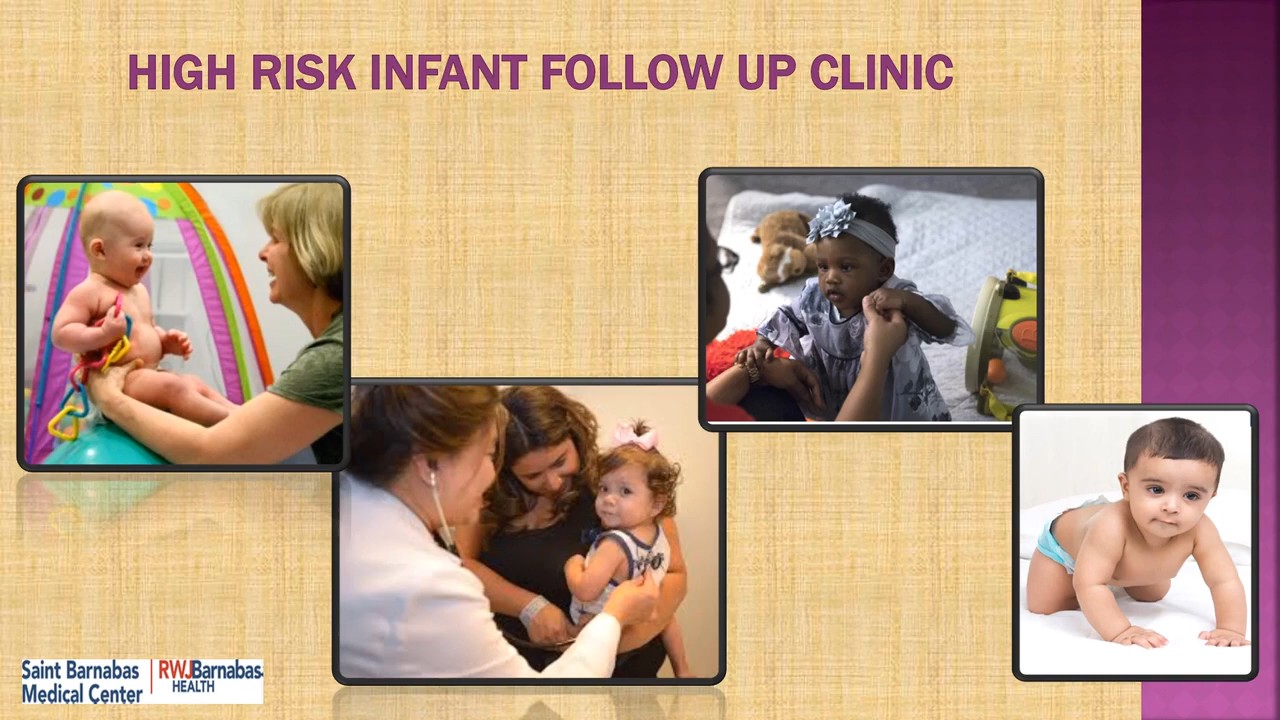 HIGH RISK INFANT FOLLOW UP CLINIC
Saint Barnabas
Medical Center
RWJBarnabas
HEALTH